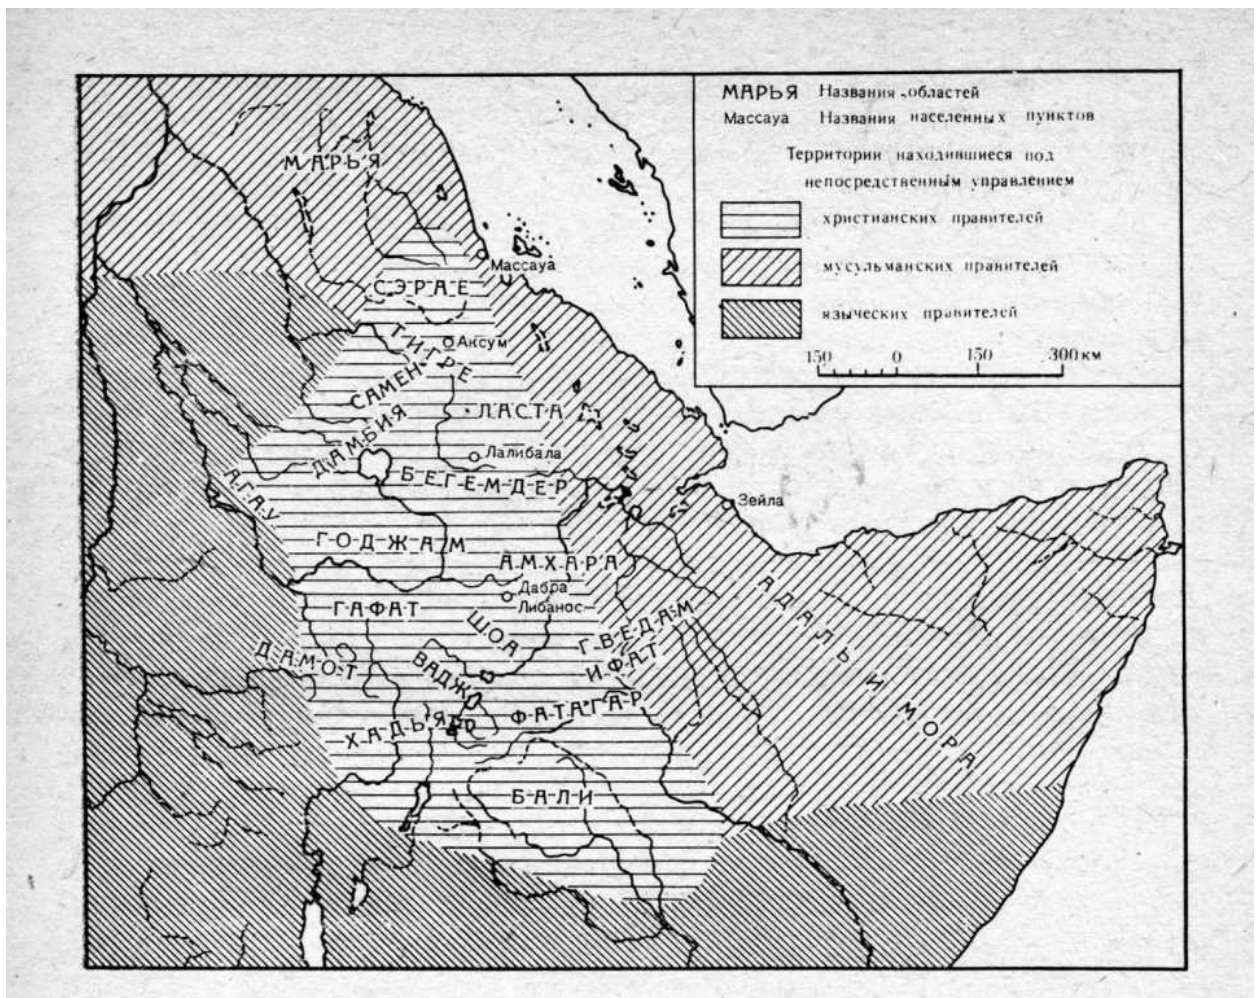 МАРЬЯ Названия областей
Массауа Названия населенных пунктов
Территории находившиеся под
непосредственным управлением
христианских правителей
мусульманских правителей
языческих правителей
150 0 150 300 км
МАРЬЯ
Массауа
СЭРАЕ
Аксум
ТИГРЕ
САМЕН
ЛАСТА
ДАМБИЯ
Лалибала
БЕГЕМДЕР
АГАУ
Зейла
ГОДЖАМ
АМХАРА
Дабра
Либанос
ГАФАТ
ШОА
ГВЕДАМ
ИФАТ
АДАЛЬ И МОРА
ДАМОТ
ВАДЖ
ФАТАГАР
ХАДЬЯ
БАЛИ